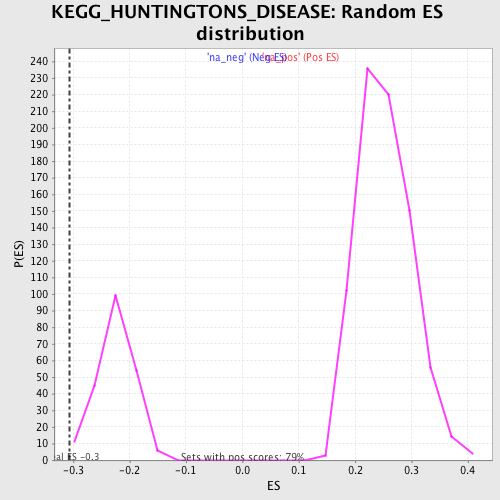 KEGG_HUNTINGTONS_DISEASE: Random ES
distribution
'na_neg' (Neg ES)
'na_pos' (Pos ES)
240
230
220
210
200
190
180
170
160
150
140
130
120
110
100
90
80
70
60
50
40
30
20
10
0
P(ES)
al ES -0.3
Sets with pos scores: 79%
-0.3 -0.2 -0.1 0.0 0.1 0.2 0.3 0.4
ES